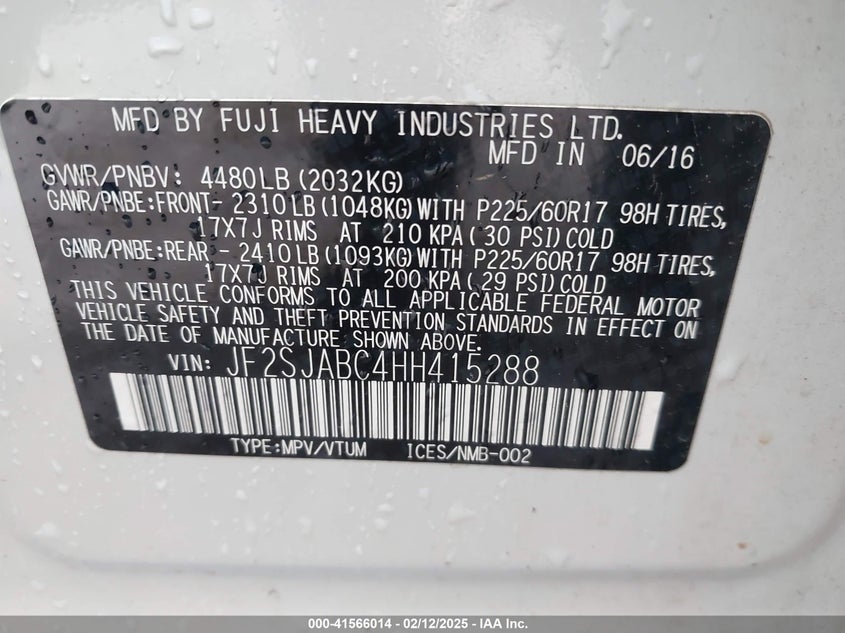 MFD BY FUJI HEAVY INDUSTRIES LTD.
MFD IN 06/16
GVWR/PNBV: 4480LB (2032KG)
GAWR/PNBE:FRONT- 2310LB (1048KG) WITH P225/60R17 98H TIRES,
17X7J RIMS AT 210 KPA (30 PSI) COLD
GAWR/PNBE:REAR - 2410LB (1093KG) WITH P225/60R17 98H TIRES,
17X7J RIMS AT 200 KPA (29 PSI) COLD
THIS VEHICLE CONFORMS TO ALL APPLICABLE FEDERAL MOTOR
VEHICLE SAFETY AND THEFT PREVENTION STANDARDS IN EFFECT ON
THE DATE OF MANUFACTURE SHOWN ABOVE.
VIN: JF2SJABC4HH415288
TYPE:MPV/VTUM ICES/NMB-002
000-41566014 — 02/12/2025 — IAA Inc.